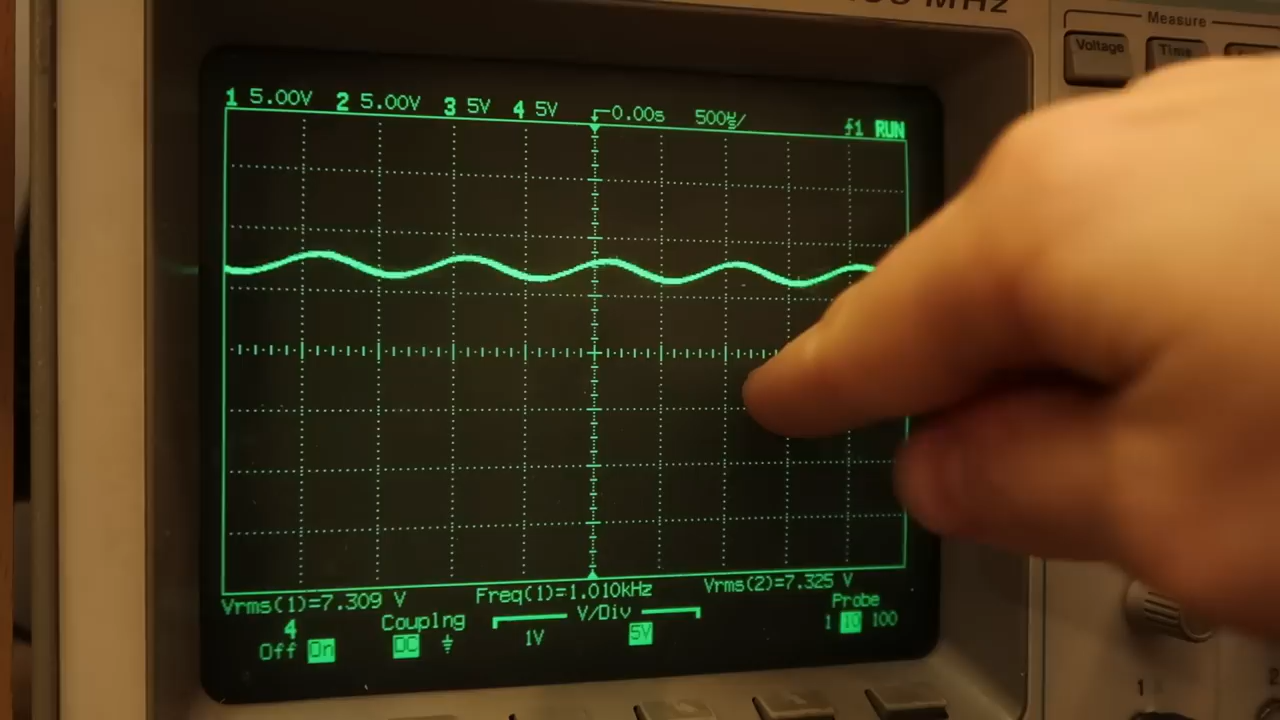 MHz
Measure
Voltage Time
1 5.00V 2 5.00V 3 5V 4 5V 0.00s 500µs/ f1 RUN
Vrms(1)=7.309 V Freq(1)=1.010kHz Vrms(2)=7.325 V
4 Coupling V/Div Probe
Off On DC 1V 5V 1 10 100
1 2